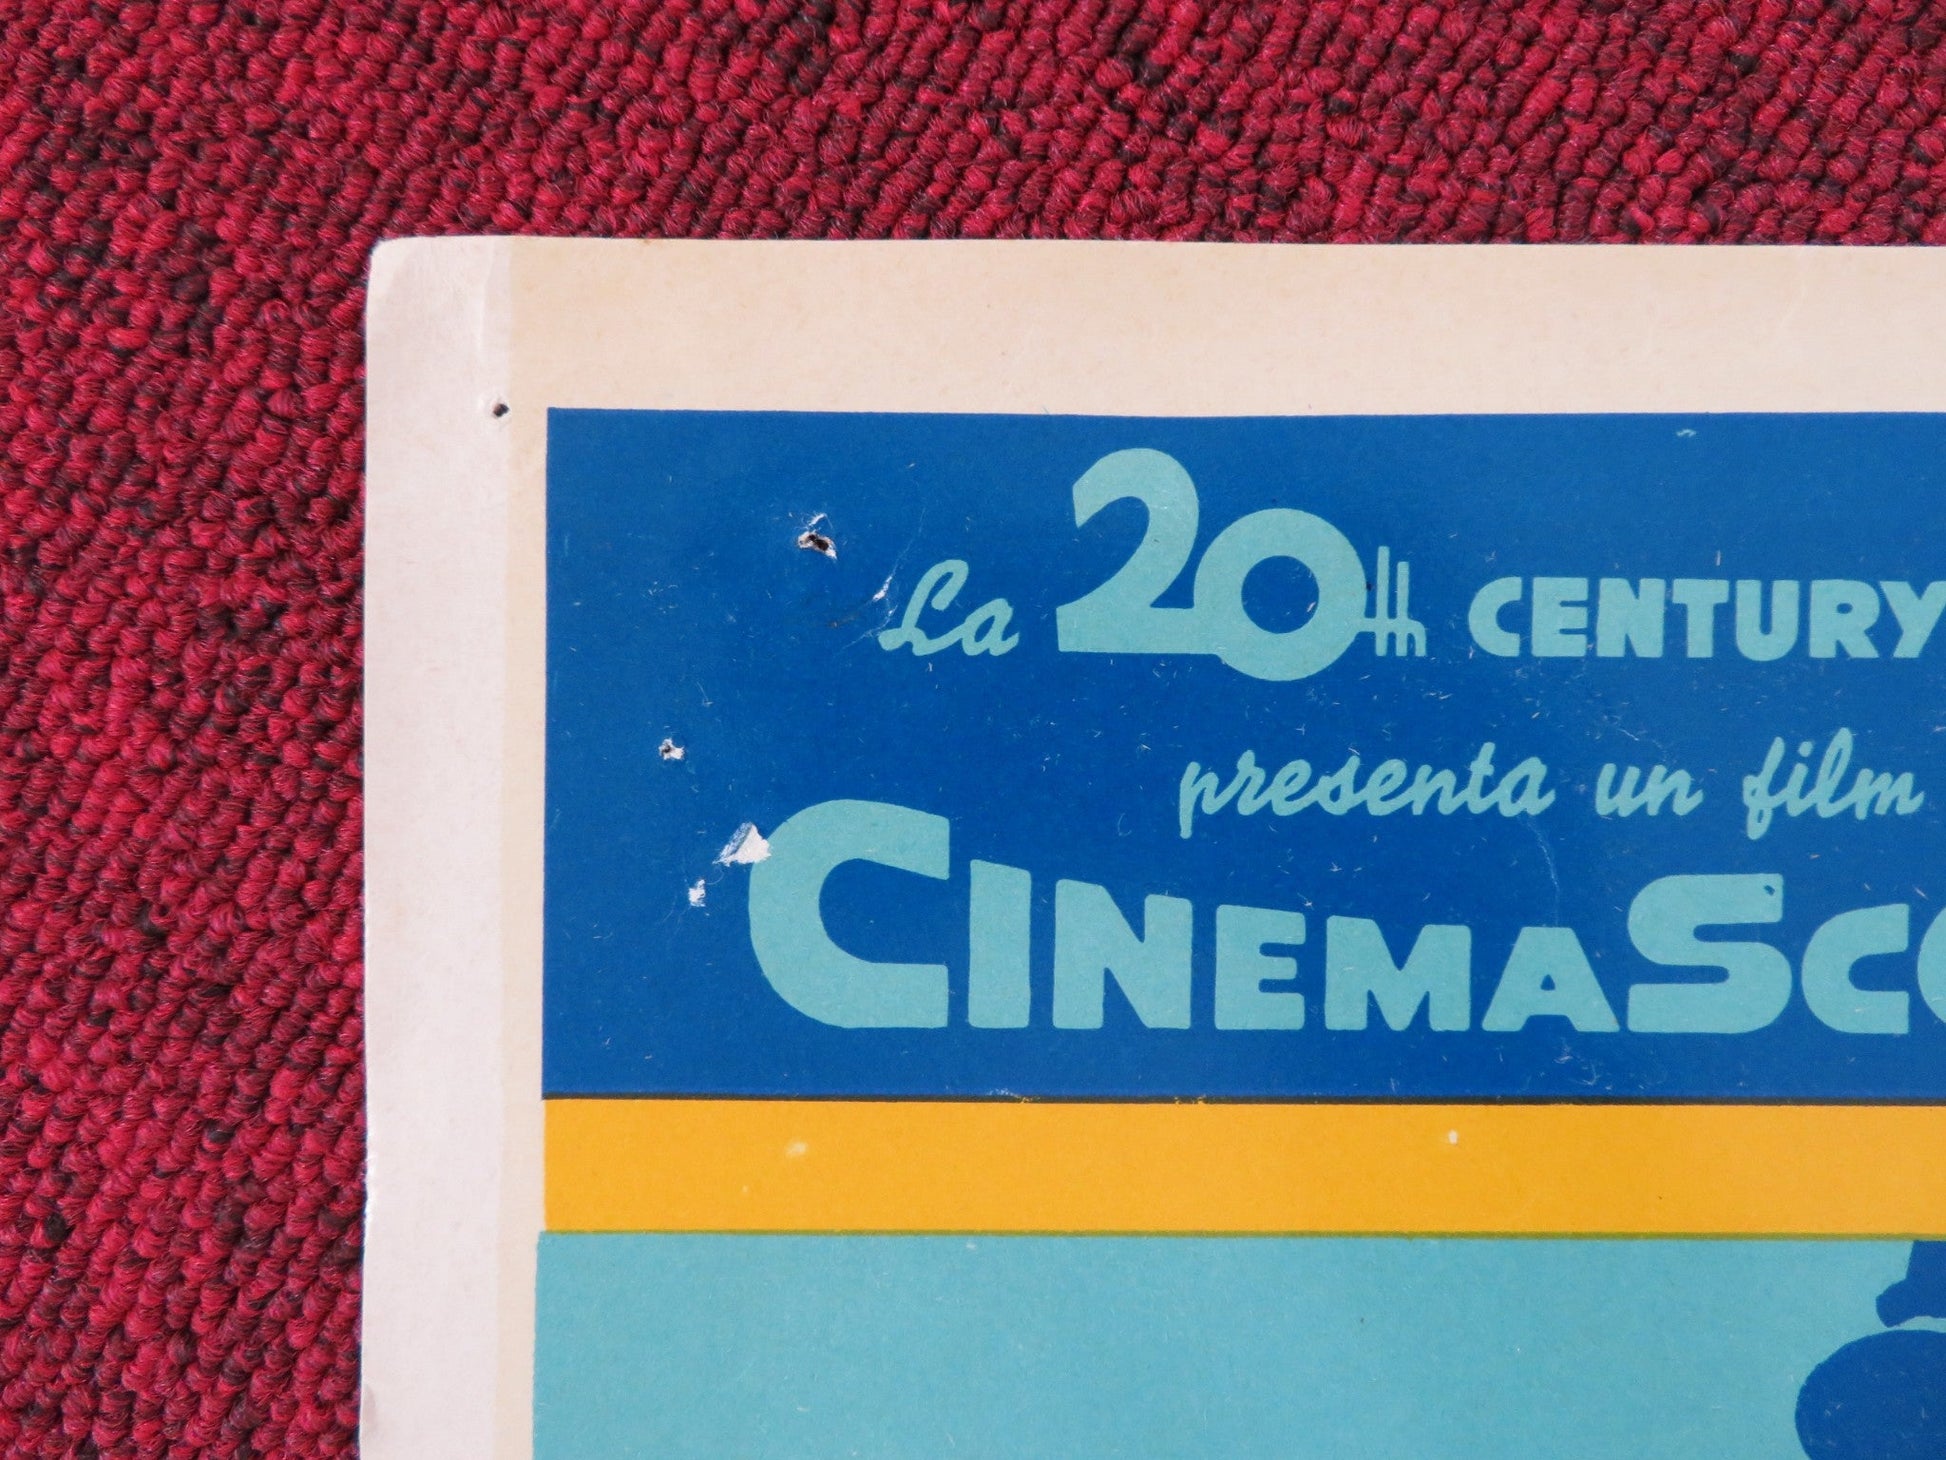 La 20th CENTURY
presenta un film
CINEMASC